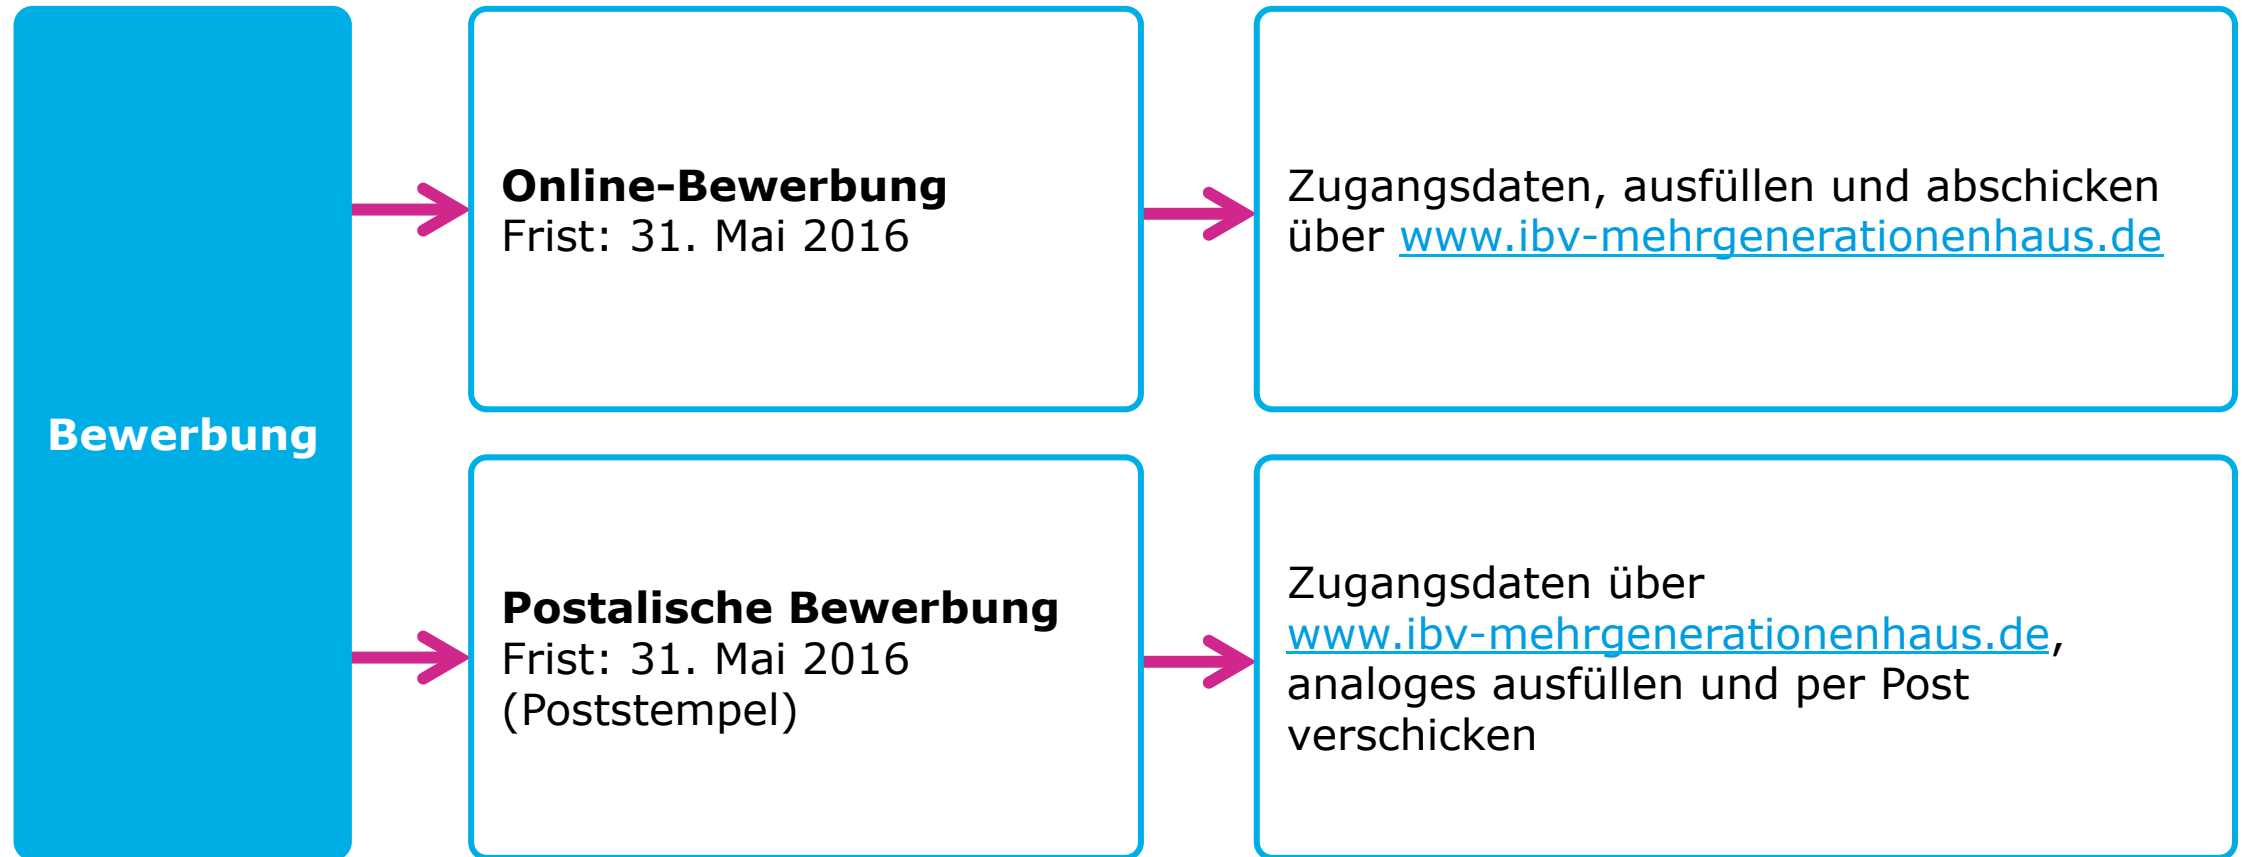 Bewerbung
Online-Bewerbung
Frist: 31. Mai 2016
Zugangsdaten, ausfüllen und abschicken
über www.ibv-mehrgenerationenhaus.de
Postalische Bewerbung
Frist: 31. Mai 2016
(Poststempel)
Zugangsdaten über
www.ibv-mehrgenerationenhaus.de,
analoges ausfüllen und per Post
verschicken